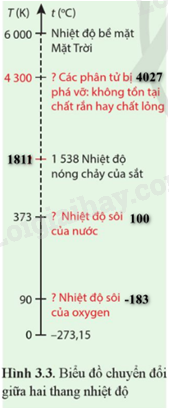 T (K) t (°C)
6 000 Nhiệt độ bề mặt
Mặt Trời
4 300 ? Các phân tử bị 4027
phá vỡ: không tồn tại
chất rắn hay chất lỏng
1811 1 538 Nhiệt độ
nóng chảy của sắt
373 ? Nhiệt độ sôi 100
của nước
90 ? Nhiệt độ sôi -183
của oxygen
0 –273,15
Hình 3.3. Biểu đồ chuyển đổi
giữa hai thang nhiệt độ